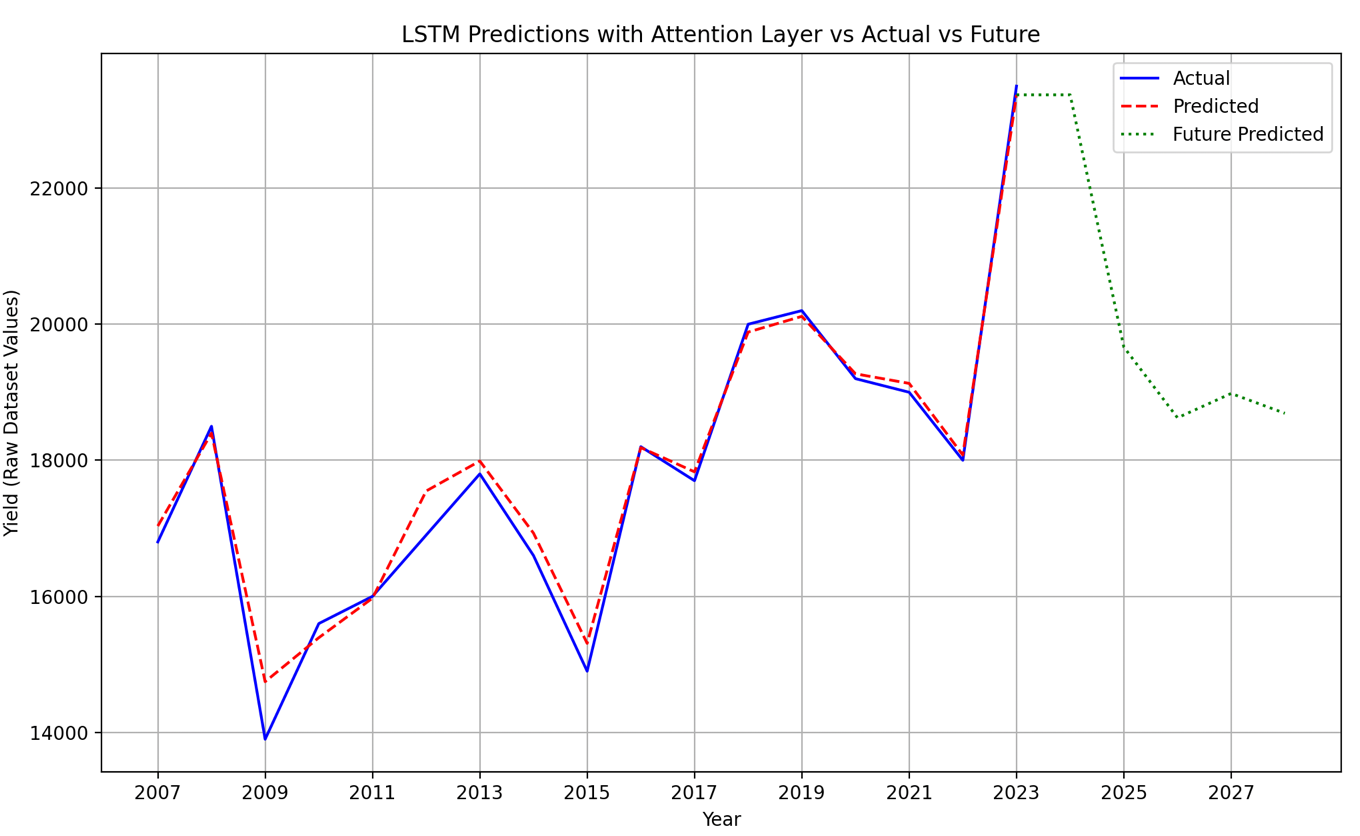 LSTM Predictions with Attention Layer vs Actual vs Future
Actual
Predicted
Future Predicted
Yield (Raw Dataset Values)
22000
20000
18000
16000
14000
2007 2009 2011 2013 2015 2017 2019 2021 2023 2025 2027
Year